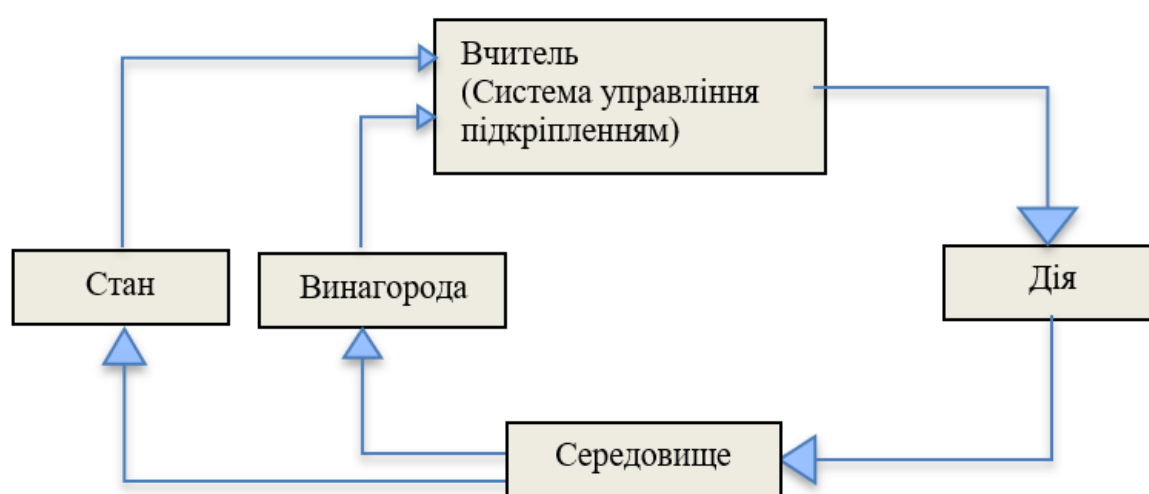 Вчитель
(Система управління
підкріпленням)
Стан
Винагорода
Дія
Середовище